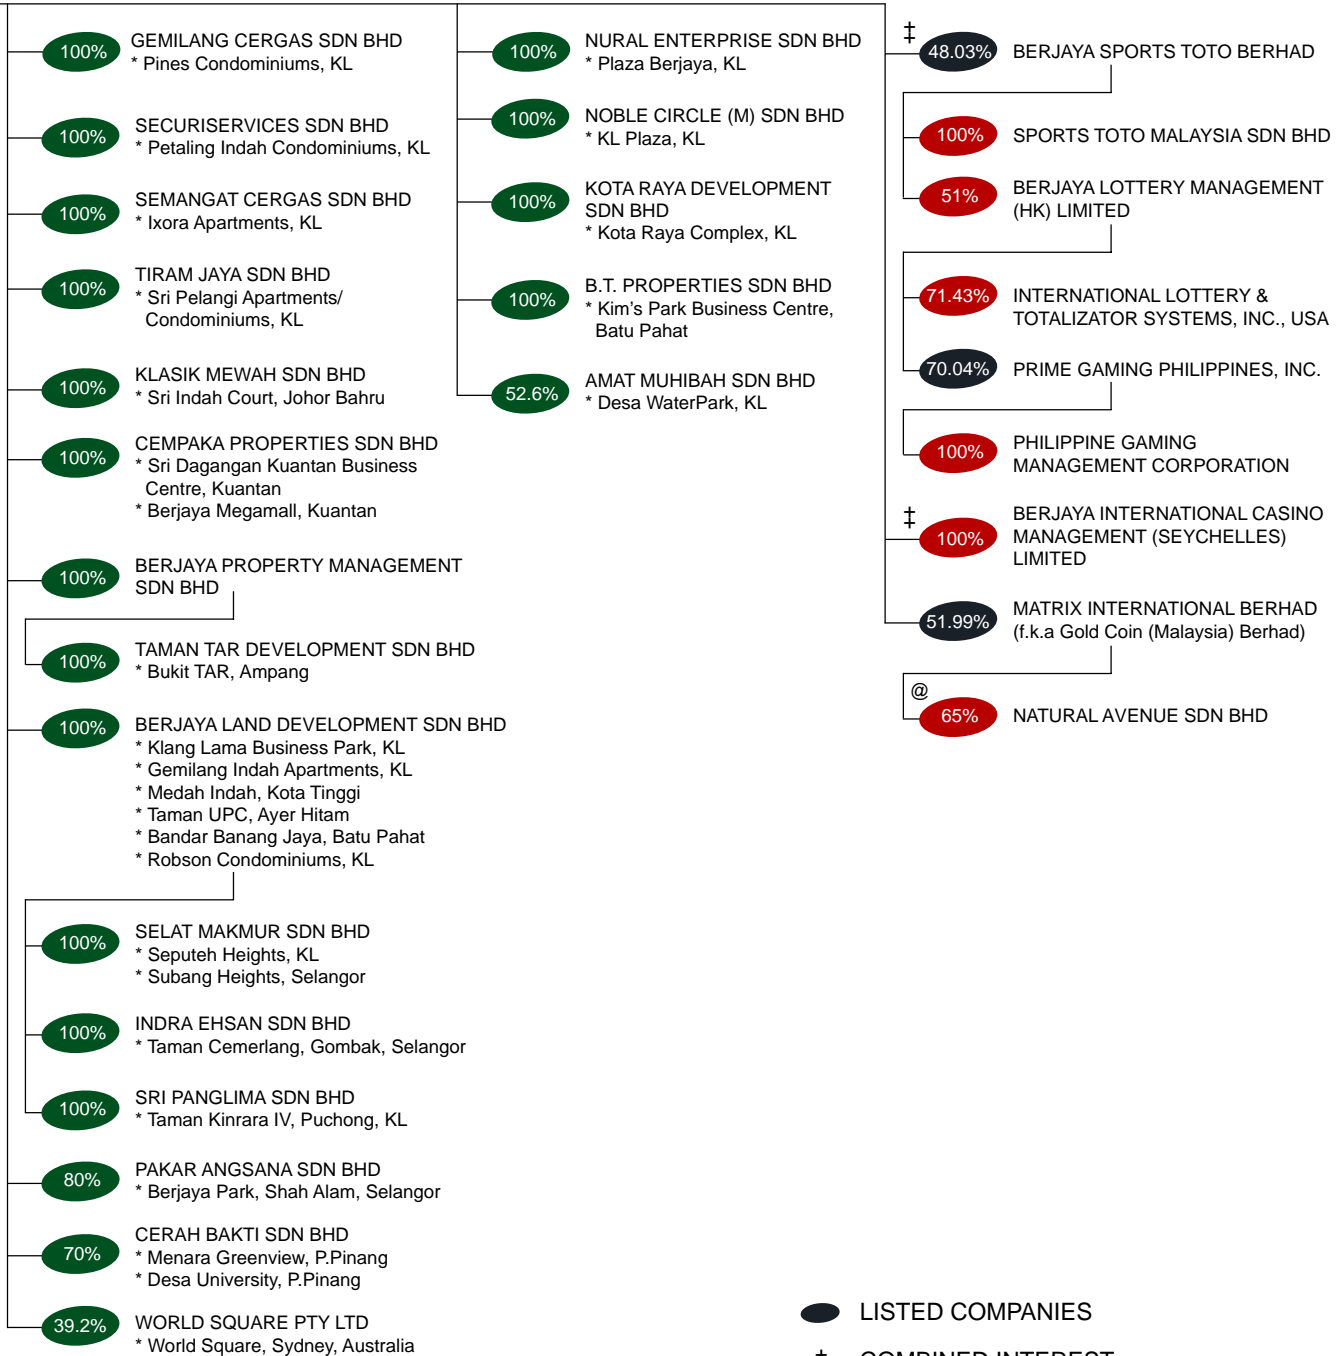 100%
GEMILANG CERGAS SDN BHD
* Pines Condominiums, KL
100%
SECURISERVICES SDN BHD
* Petaling Indah Condominiums, KL
100%
SEMANGAT CERGAS SDN BHD
* Ixora Apartments, KL
100%
TIRAM JAYA SDN BHD
* Sri Pelangi Apartments/
Condominiums, KL
100%
KLASIK MEWAH SDN BHD
* Sri Indah Court, Johor Bahru
100%
CEMPAKA PROPERTIES SDN BHD
* Sri Dagangan Kuantan Business
Centre, Kuantan
* Berjaya Megamall, Kuantan
100%
BERJAYA PROPERTY MANAGEMENT
SDN BHD
100%
TAMAN TAR DEVELOPMENT SDN BHD
* Bukit TAR, Ampang
100%
BERJAYA LAND DEVELOPMENT SDN BHD
* Klang Lama Business Park, KL
* Gemilang Indah Apartments, KL
* Medah Indah, Kota Tinggi
* Taman UPC, Ayer Hitam
* Bandar Banang Jaya, Batu Pahat
* Robson Condominiums, KL
100%
SELAT MAKMUR SDN BHD
* Seputeh Heights, KL
* Subang Heights, Selangor
100%
INDRA EHSAN SDN BHD
* Taman Cemerlang, Gombak, Selangor
100%
SRI PANGLIMA SDN BHD
* Taman Kinrara IV, Puchong, KL
80%
PAKAR ANGSANA SDN BHD
* Berjaya Park, Shah Alam, Selangor
70%
CERAH BAKTI SDN BHD
* Menara Greenview, P.Pinang
* Desa University, P.Pinang
39.2%
WORLD SQUARE PTY LTD
* World Square, Sydney, Australia
100%
NURAL ENTERPRISE SDN BHD
* Plaza Berjaya, KL
100%
NOBLE CIRCLE (M) SDN BHD
* KL Plaza, KL
100%
KOTA RAYA DEVELOPMENT
SDN BHD
* Kota Raya Complex, KL
100%
B.T. PROPERTIES SDN BHD
* Kim's Park Business Centre,
Batu Pahat
52.6%
AMAT MUHIBAH SDN BHD
* Desa WaterPark, KL
‡
48.03%
BERJAYA SPORTS TOTO BERHAD
100%
SPORTS TOTO MALAYSIA SDN BHD
51%
BERJAYA LOTTERY MANAGEMENT
(HK) LIMITED
71.43%
INTERNATIONAL LOTTERY &
TOTALIZATOR SYSTEMS, INC., USA
70.04%
PRIME GAMING PHILIPPINES, INC.
100%
PHILIPPINE GAMING
MANAGEMENT CORPORATION
‡
100%
BERJAYA INTERNATIONAL CASINO
MANAGEMENT (SEYCHELLES)
LIMITED
51.99%
MATRIX INTERNATIONAL BERHAD
(f.k.a Gold Coin (Malaysia) Berhad)
@
65%
NATURAL AVENUE SDN BHD
LISTED COMPANIES
‡ COMBINED INTEREST